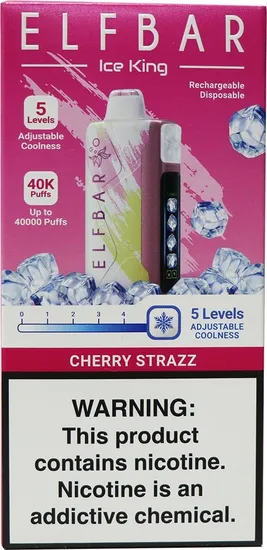 ELFBAR
Ice King
Rechargeable
Disposable
5
Levels
Adjustable
Coolness
40K
Puffs
Up to
40000 Puffs
ELFBAR
0 1 2 3 4
5 Levels
ADJUSTABLE
COOLNESS
CHERRY STRAZZ
WARNING:
This product
contains nicotine.
Nicotine is an
addictive chemical.